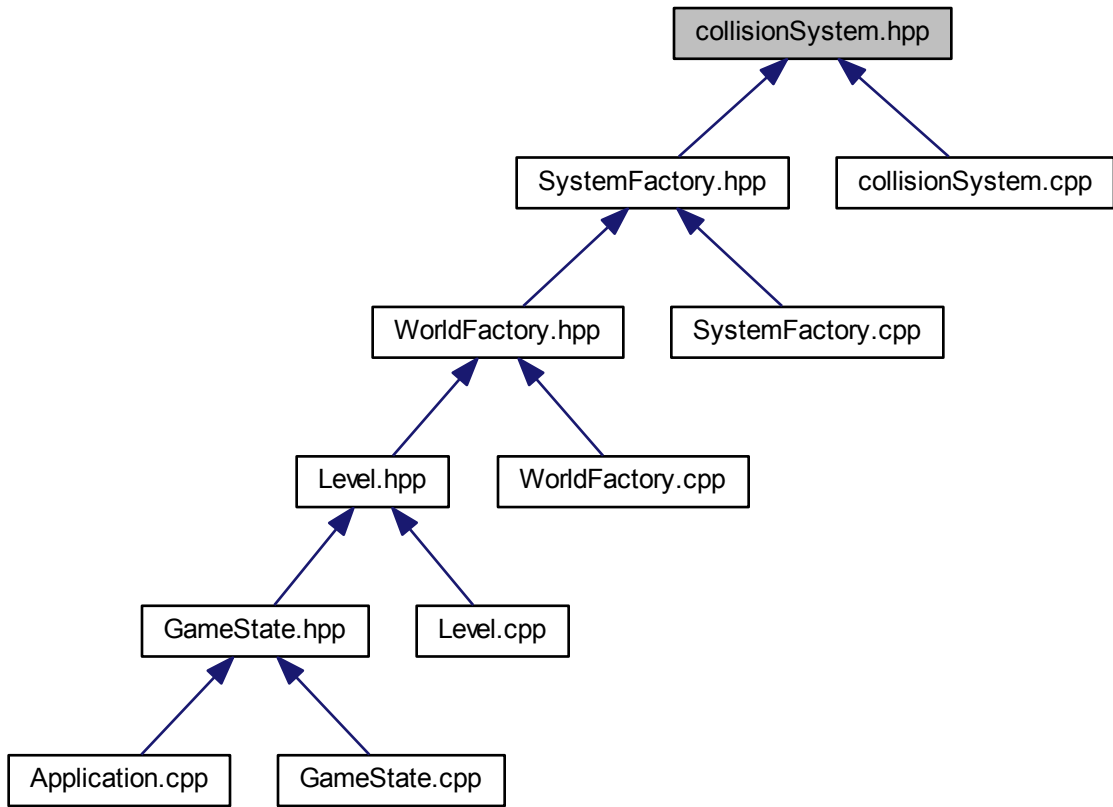 collisionSystem.hpp
SystemFactory.hpp
collisionSystem.cpp
WorldFactory.hpp
SystemFactory.cpp
Level.hpp
WorldFactory.cpp
GameState.hpp
Level.cpp
Application.cpp
GameState.cpp